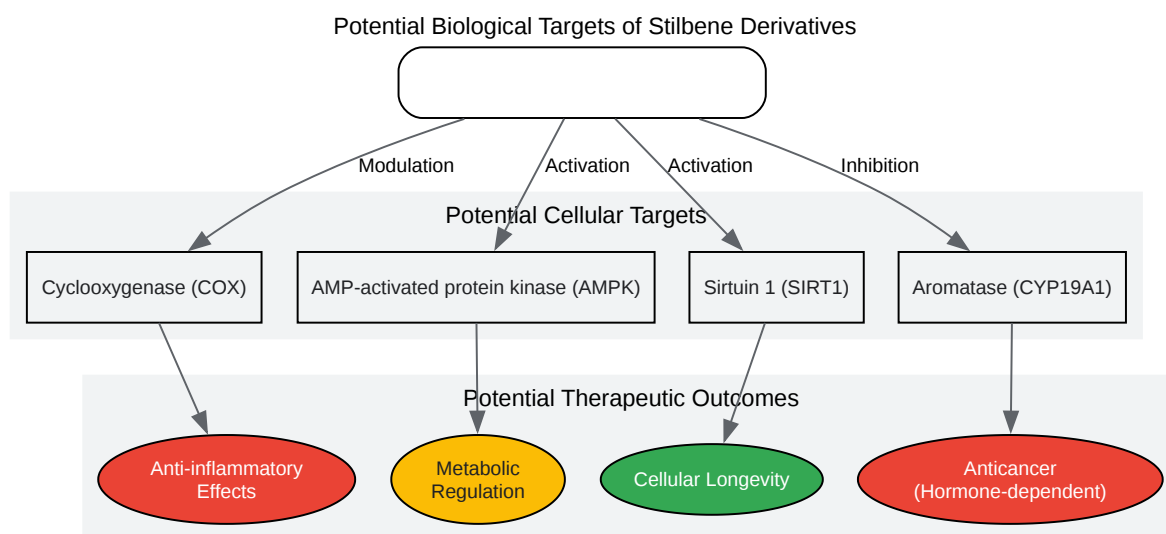 Potential Biological Targets of Stilbene Derivatives
Modulation
Activation
Activation
Inhibition
Potential Cellular Targets
Cyclooxygenase (COX)
AMP-activated protein kinase (AMPK)
Sirtuin 1 (SIRT1)
Aromatase (CYP19A1)
Potential Therapeutic Outcomes
Anti-inflammatory
Effects
Metabolic
Regulation
Cellular Longevity
Anticancer
(Hormone-dependent)